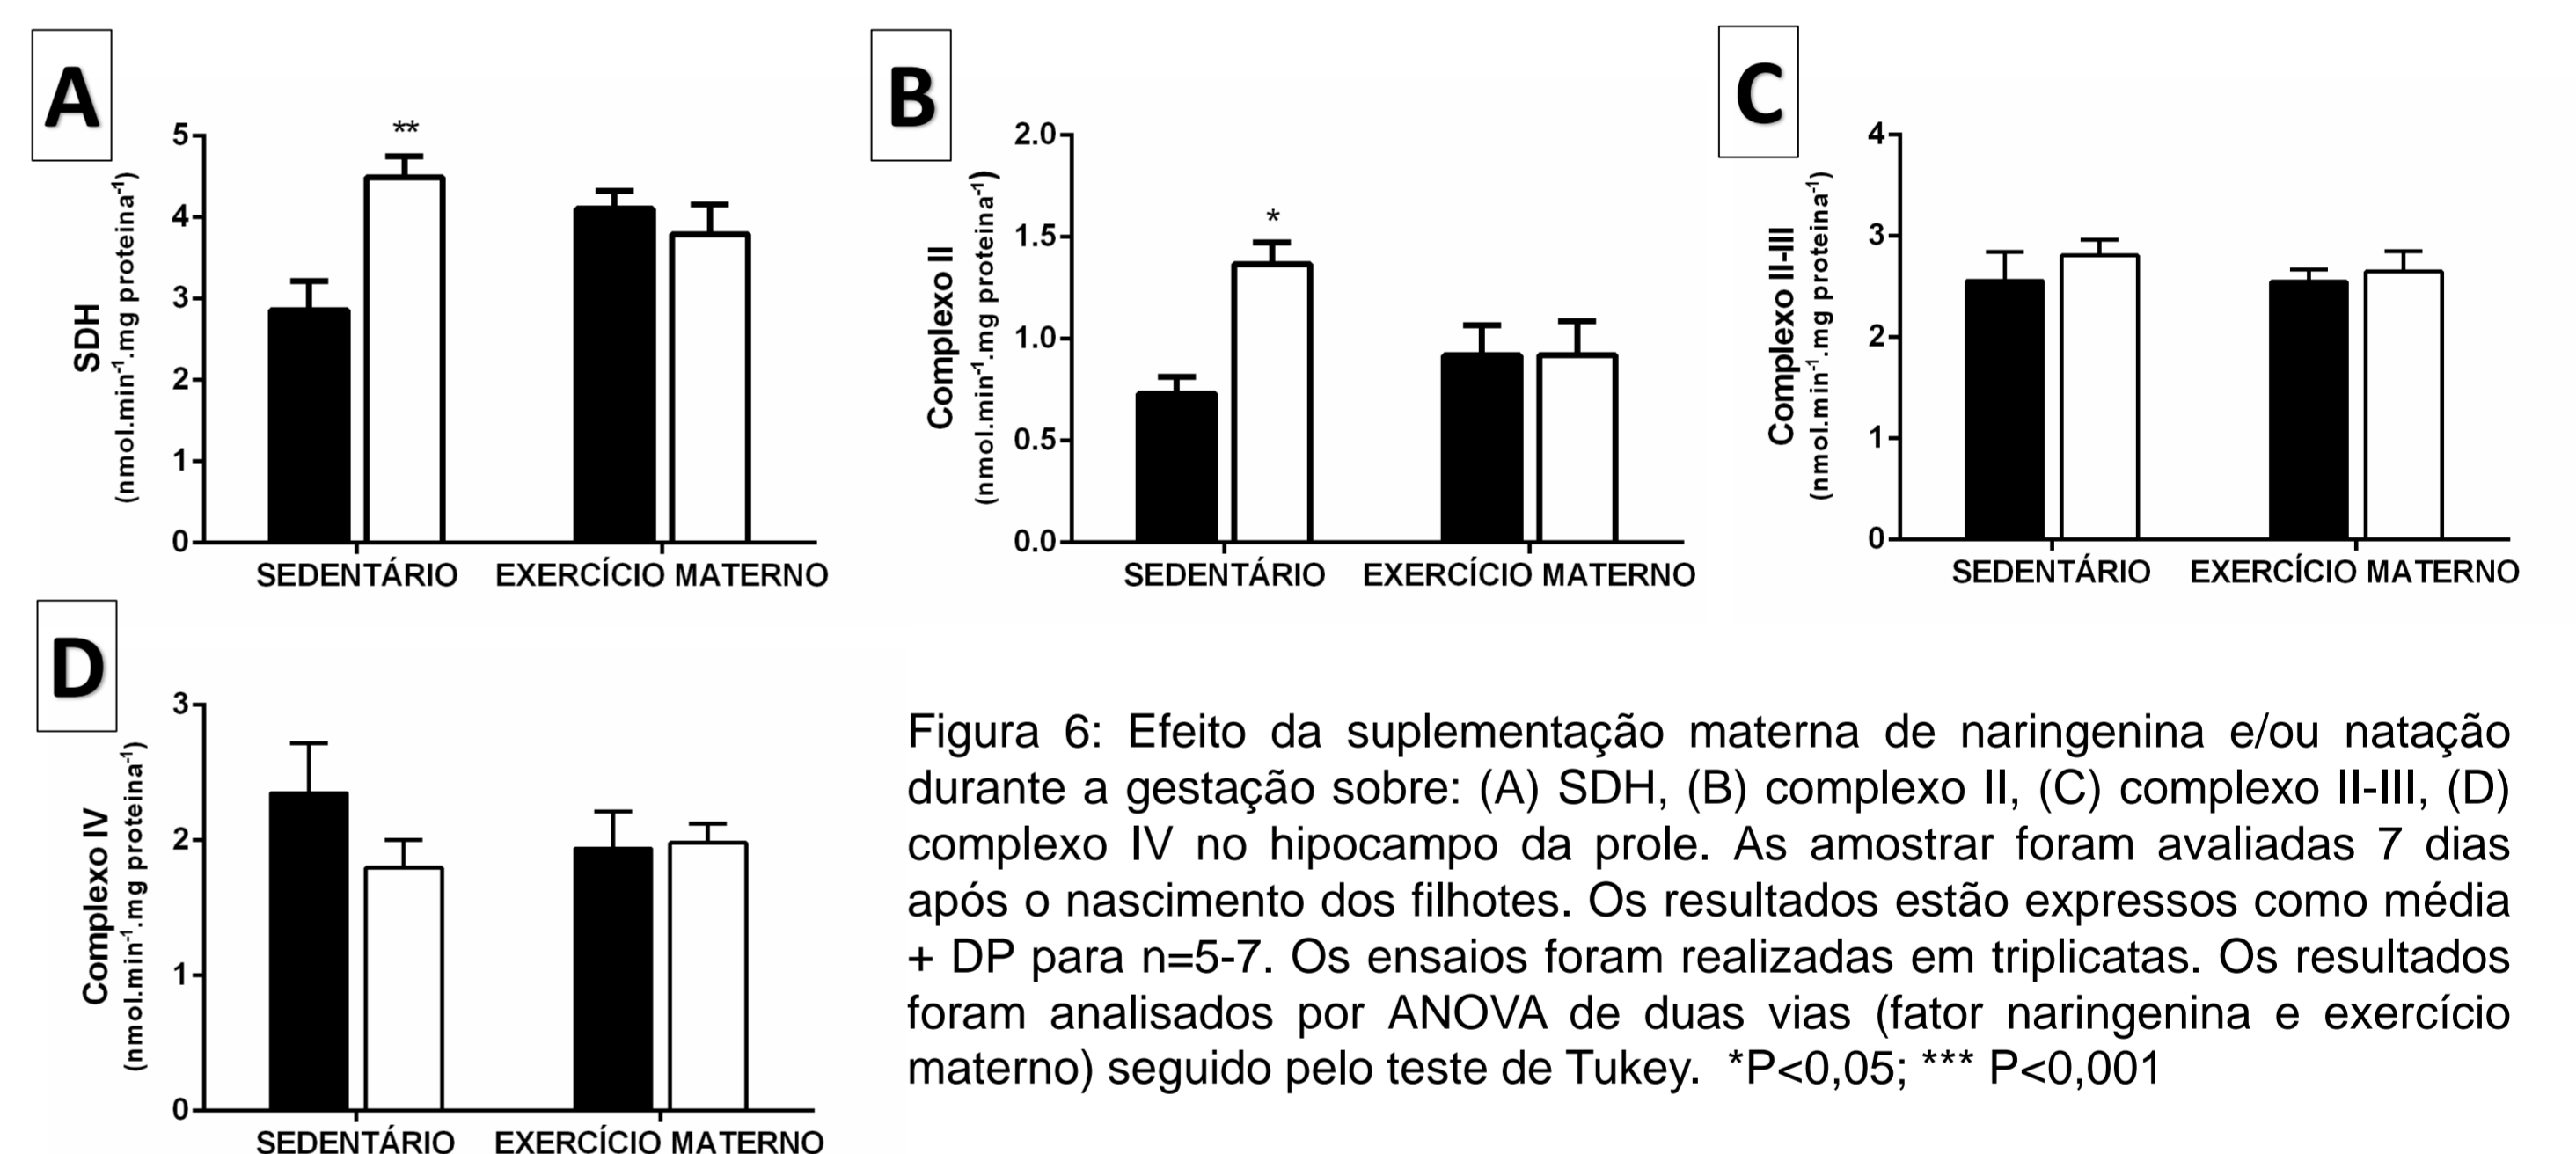 A
5
4
3
2
1
0
SDH
(nmol.min⁻¹.mg proteina⁻¹)
**
SEDENTÁRIO EXERCÍCIO MATERNO
B
2.0
1.5
1.0
0.5
0.0
Complexo II
(nmol.min⁻¹.mg proteina⁻¹)
*
SEDENTÁRIO EXERCÍCIO MATERNO
C
4
3
2
1
0
Complexo II-III
(nmol.min⁻¹.mg proteina⁻¹)
SEDENTÁRIO EXERCÍCIO MATERNO
D
3
2
1
0
Complexo IV
(nmol.min⁻¹.mg proteina⁻¹)
SEDENTÁRIO EXERCÍCIO MATERNO
Figura 6: Efeito da suplementação materna de naringenina e/ou natação
durante a gestação sobre: (A) SDH, (B) complexo II, (C) complexo II-III, (D)
complexo IV no hipocampo da prole. As amostrar foram avaliadas 7 dias
após o nascimento dos filhotes. Os resultados estão expressos como média
+ DP para n=5-7. Os ensaios foram realizadas em triplicatas. Os resultados
foram analisados por ANOVA de duas vias (fator naringenina e exercício
materno) seguido pelo teste de Tukey. *P<0,05; *** P<0,001